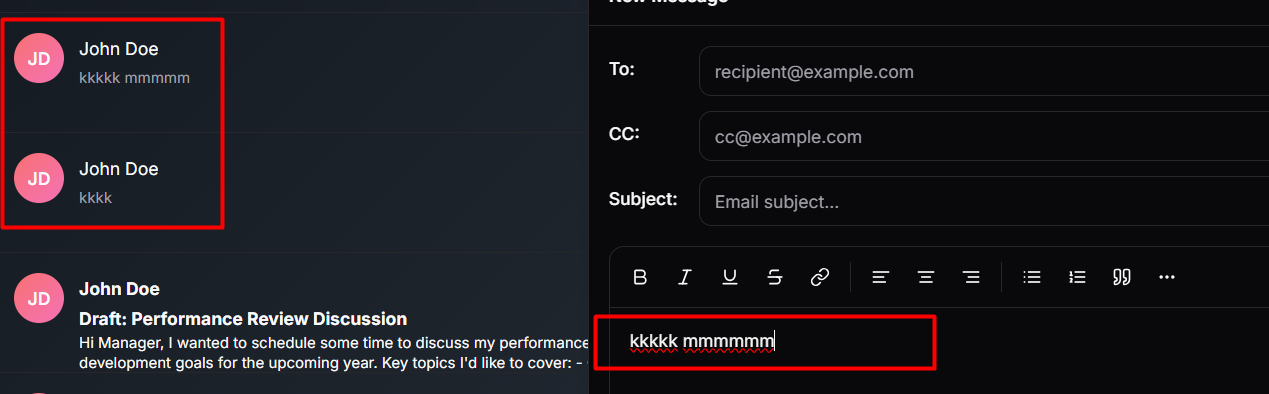 JD
John Doe
kkkkk mmmmm
JD
John Doe
kkkk
JD
John Doe
Draft: Performance Review Discussion
Hi Manager, I wanted to schedule some time to discuss my performance
development goals for the upcoming year. Key topics I'd like to cover: -
New Message
To:
recipient@example.com
CC:
cc@example.com
Subject:
Email subject...
B I U S
kkkkk mmmmmm